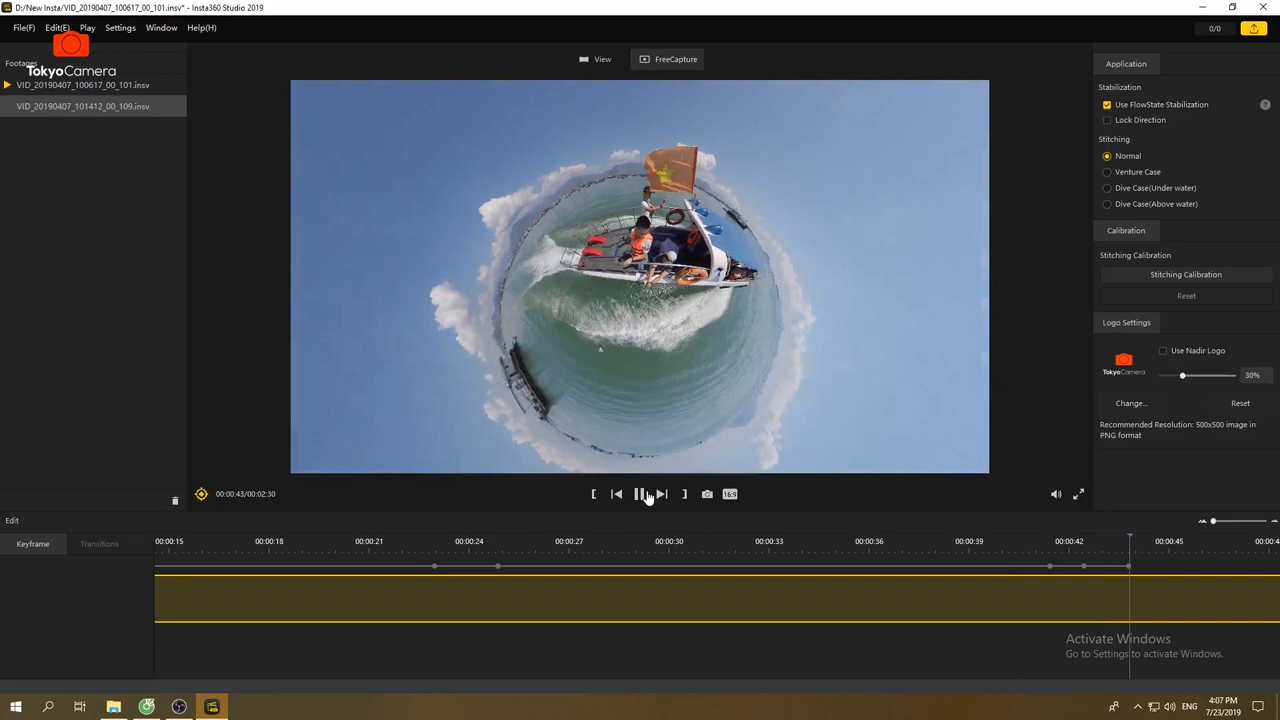 D:/New Insta/VID_20190407_100617_00_101.insv* - Insta360 Studio 2019
File(F) Edit(E) Play Settings Window Help(H)
0/0
Footages
TokyoCamera
VID_20190407_100617_00_101.insv
VID_20190407_101412_00_109.insv
View FreeCapture
Application
Stabilization
Use FlowState Stabilization ?
Lock Direction
Stitching
Normal
Venture Case
Dive Case(Under water)
Dive Case(Above water)
Calibration
Stitching Calibration
Stitching Calibration
Reset
Logo Settings
Use Nadir Logo
TokyoCamera
30%
Change... Reset
Recommended Resolution: 500x500 image in
PNG format
00:00:43/00:02:30
16:9
Edit
Keyframe Transitions
00:00:15 00:00:18 00:00:21 00:00:24 00:00:27 00:00:30 00:00:33 00:00:36 00:00:39 00:00:42 00:00:45 00:00:4
Activate Windows
Go to Settings to activate Windows.
ENG
4:07 PM
7/23/2019